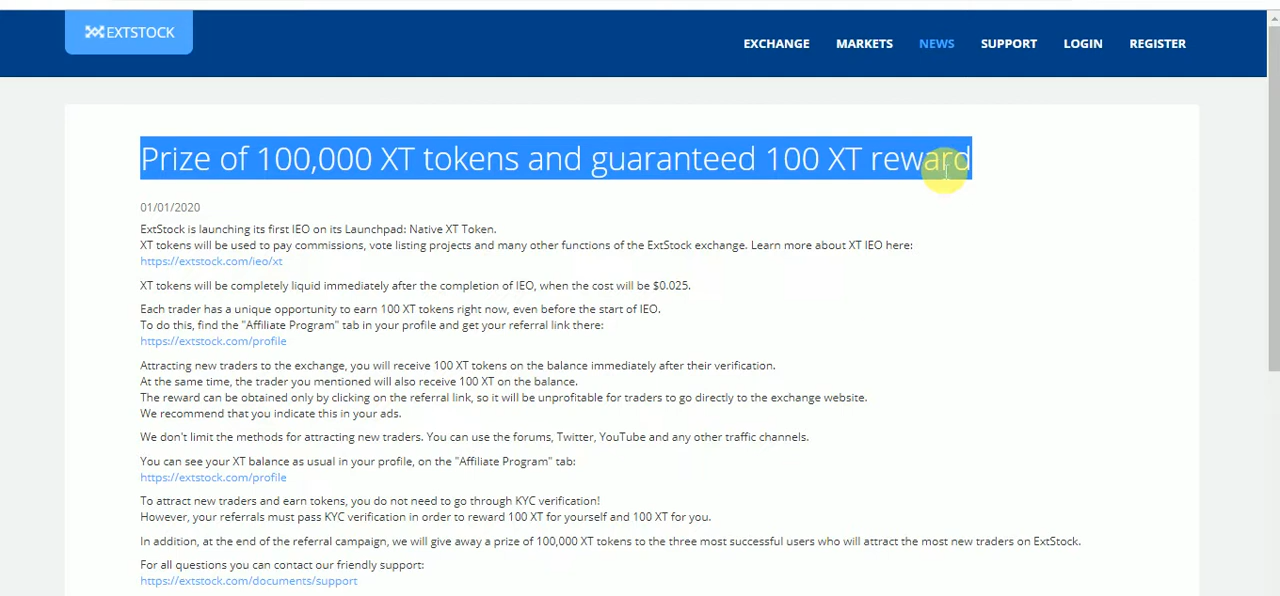 EXTSTOCK
EXCHANGE MARKETS NEWS SUPPORT LOGIN REGISTER
Prize of 100,000 XT tokens and guaranteed 100 XT reward
01/01/2020
ExtStock is launching its first IEO on its Launchpad: Native XT Token.
XT tokens will be used to pay commissions, vote listing projects and many other functions of the ExtStock exchange. Learn more about XT IEO here:
https://extstock.com/ieo/xt
XT tokens will be completely liquid immediately after the completion of IEO, when the cost will be $0.025.
Each trader has a unique opportunity to earn 100 XT tokens right now, even before the start of IEO.
To do this, find the "Affiliate Program" tab in your profile and get your referral link there:
https://extstock.com/profile
Attracting new traders to the exchange, you will receive 100 XT tokens on the balance immediately after their verification.
At the same time, the trader you mentioned will also receive 100 XT on the balance.
The reward can be obtained only by clicking on the referral link, so it will be unprofitable for traders to go directly to the exchange website.
We recommend that you indicate this in your ads.
We don't limit the methods for attracting new traders. You can use the forums, Twitter, YouTube and any other traffic channels.
You can see your XT balance as usual in your profile, on the "Affiliate Program" tab:
https://extstock.com/profile
To attract new traders and earn tokens, you do not need to go through KYC verification!
However, your referrals must pass KYC verification in order to reward 100 XT for yourself and 100 XT for you.
In addition, at the end of the referral campaign, we will give away a prize of 100,000 XT tokens to the three most successful users who will attract the most new traders on ExtStock.
For all questions you can contact our friendly support:
https://extstock.com/documents/support